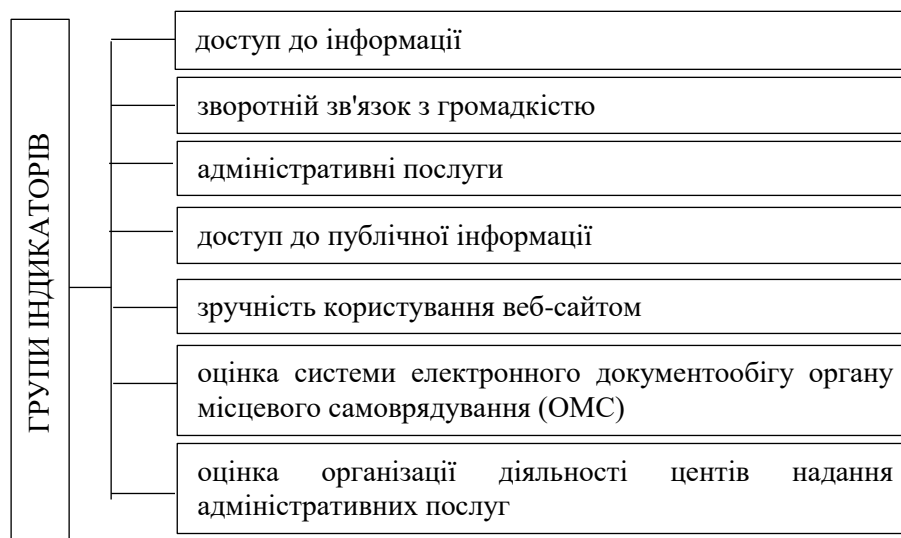 ГРУПИ ІНДИКАТОРІВ
доступ до інформації
зворотній зв'язок з громадкістю
адміністративні послуги
доступ до публічної інформації
зручність користування веб-сайтом
оцінка системи електронного документообігу органу
місцевого самоврядування (ОМС)
оцінка організації діяльності центів надання
адміністративних послуг